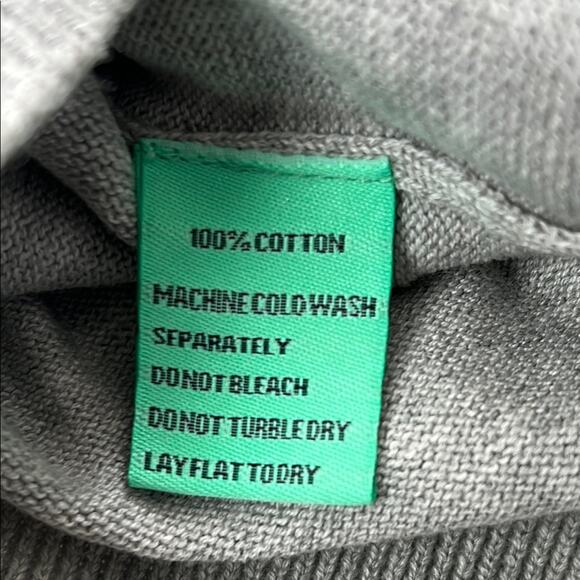 100% COTTON
MACHINE COLD WASH
SEPARATELY
DO NOT BLEACH
DO NOT TURBLE DRY
LAY FLAT TO DRY